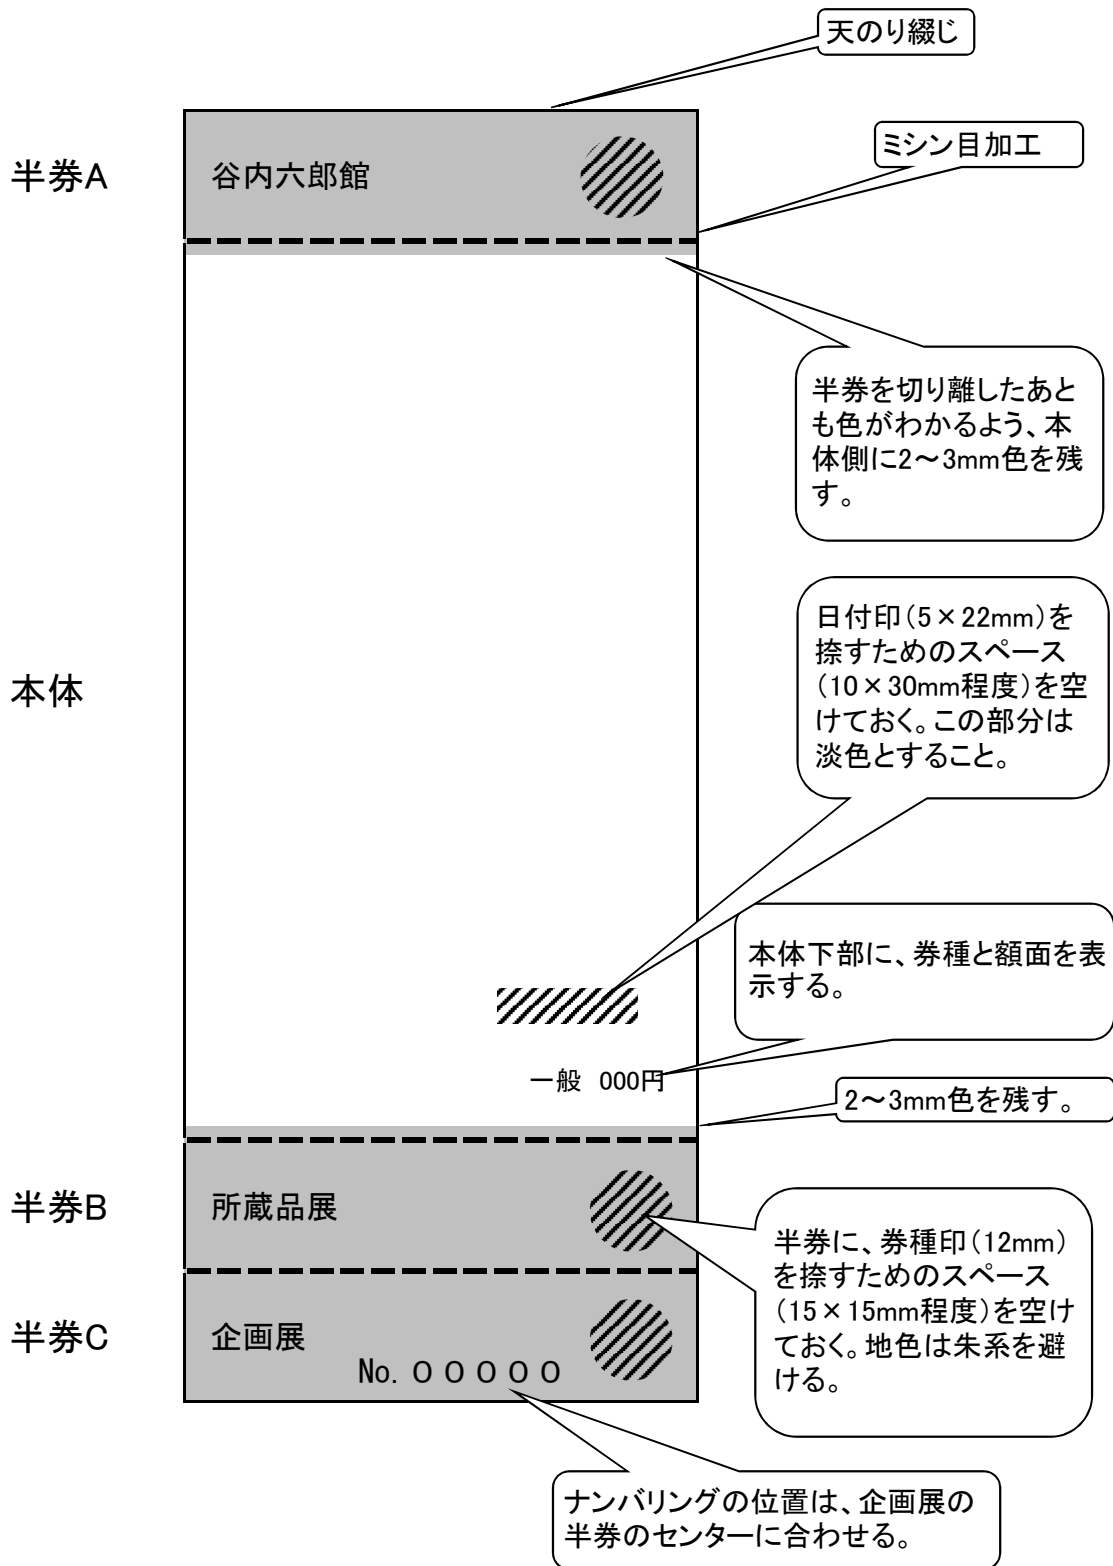 天のり綴じ
ミシン目加工
半券A
谷内六郎館
半券を切り離したあと
も色がわかるよう、本
体側に2～3mm色を残
す。
日付印（5×22mm）を
捺すためのスペース
（10×30mm程度）を空
けておく。この部分は
淡色とすること。
本体
本体下部に、券種と額面を表
示する。
一般 000円
2～3mm色を残す。
半券B
所蔵品展
半券に、券種印（12mm）
を捺すためのスペース
（15×15mm程度）を空け
ておく。地色は朱系を避
ける。
半券C
企画展
No. ０００００
ナンバリングの位置は、企画展の
半券のセンターに合わせる。